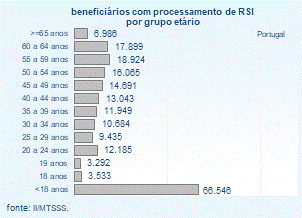 beneficiários com processamento de RSI
por grupo etário
Portugal
>=65 anos 6.986
60 a 64 anos 17.899
55 a 59 anos 18.924
50 a 54 anos 16.065
45 a 49 anos 14.691
40 a 44 anos 13.043
35 a 39 anos 11.949
30 a 34 anos 10.684
25 a 29 anos 9.435
20 a 24 anos 12.185
19 anos 3.292
18 anos 3.533
<18 anos 66.546
fonte: II/MTSSS.